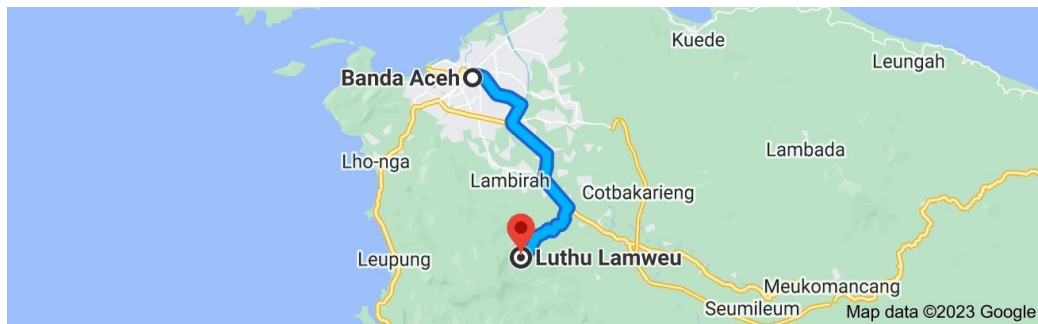 Kuede
Leungah
Banda Aceh
Lambada
Lho-nga
Lambirah
Cotbakarieng
Luthu Lamweu
Leupung
Meukomancang
Seumileum
Map data ©2023 Google